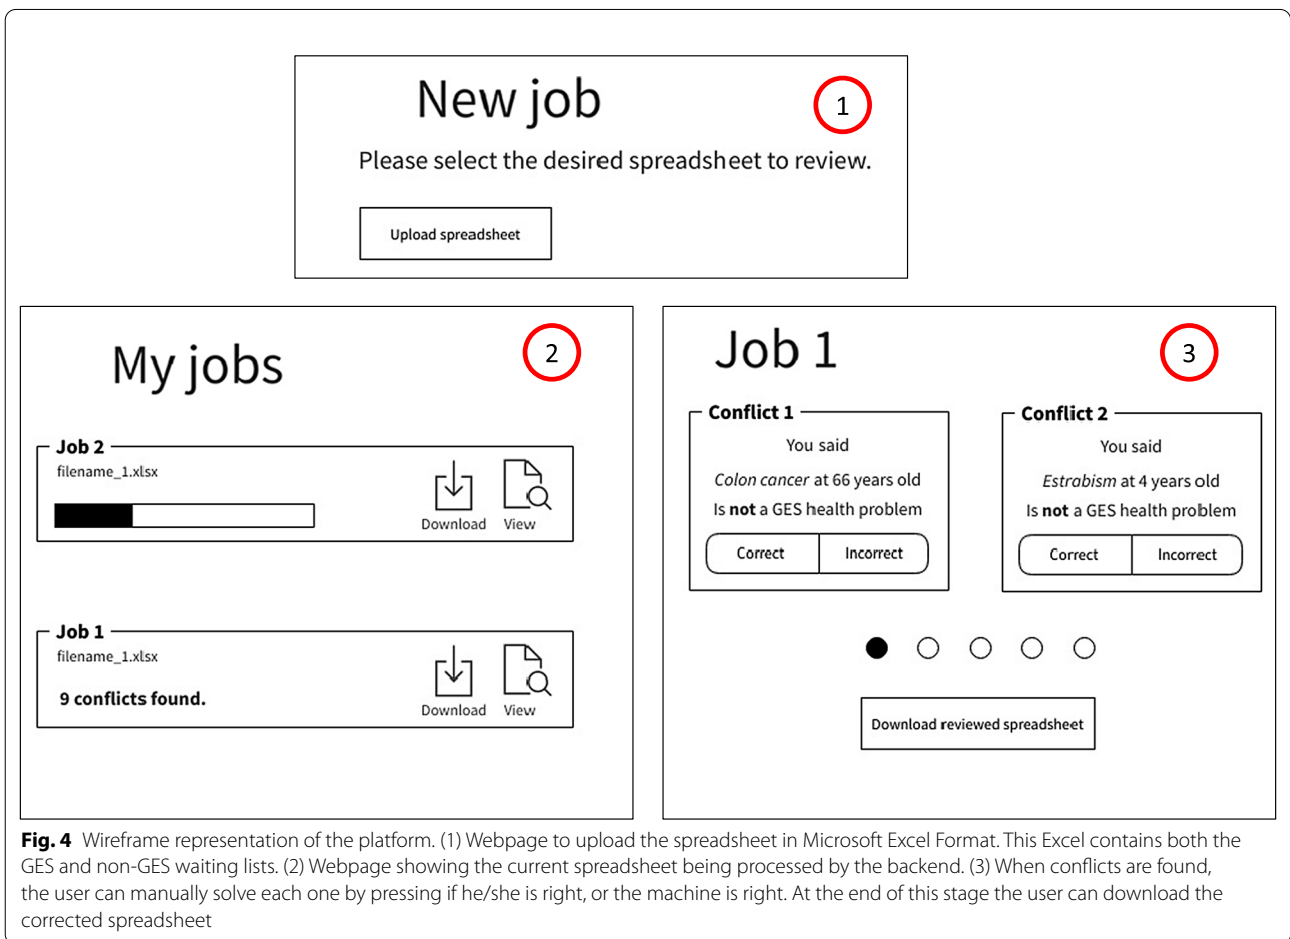 New job
1
Please select the desired spreadsheet to review.
Upload spreadsheet
My jobs
2
Job 2
filename_1.xlsx
Download View
Job 1
filename_1.xlsx
9 conflicts found.
Download View
Job 1
3
Conflict 1
You said
Colon cancer at 66 years old
Is not a GES health problem
Correct Incorrect
Conflict 2
You said
Estrabism at 4 years old
Is not a GES health problem
Correct Incorrect
Download reviewed spreadsheet
Fig. 4 Wireframe representation of the platform. (1) Webpage to upload the spreadsheet in Microsoft Excel Format. This Excel contains both the
GES and non-GES waiting lists. (2) Webpage showing the current spreadsheet being processed by the backend. (3) When conflicts are found,
the user can manually solve each one by pressing if he/she is right, or the machine is right. At the end of this stage the user can download the
corrected spreadsheet